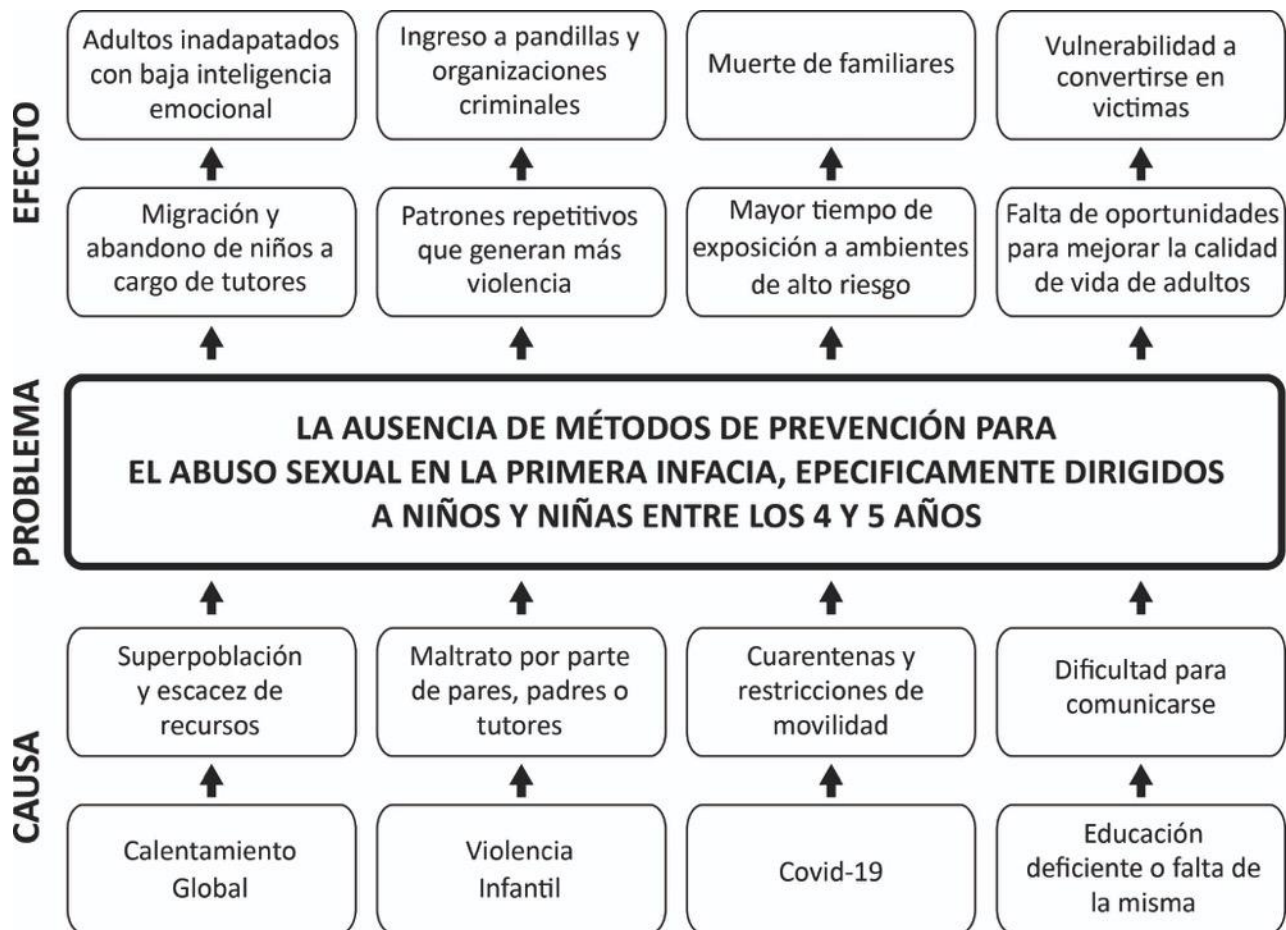 EFECTO
Adultos inadapatados
con baja inteligencia
emocional
Ingreso a pandillas y
organizaciones
criminales
Muerte de familiares
Vulnerabilidad a
convertirse en
victimas
Migración y
abandono de niños a
cargo de tutores
Patrones repetitivos
que generan más
violencia
Mayor tiempo de
exposición a ambientes
de alto riesgo
Falta de oportunidades
para mejorar la calidad
de vida de adultos
PROBLEMA
LA AUSENCIA DE MÉTODOS DE PREVENCIÓN PARA
EL ABUSO SEXUAL EN LA PRIMERA INFACIA, EPECIFICAMENTE DIRIGIDOS
A NIÑOS Y NIÑAS ENTRE LOS 4 Y 5 AÑOS
CAUSA
Superpoblación
y escacez de
recursos
Maltrato por parte
de pares, padres o
tutores
Cuarentenas y
restricciones de
movilidad
Dificultad para
comunicarse
Calentamiento
Global
Violencia
Infantil
Covid-19
Educación
deficiente o falta de
la misma